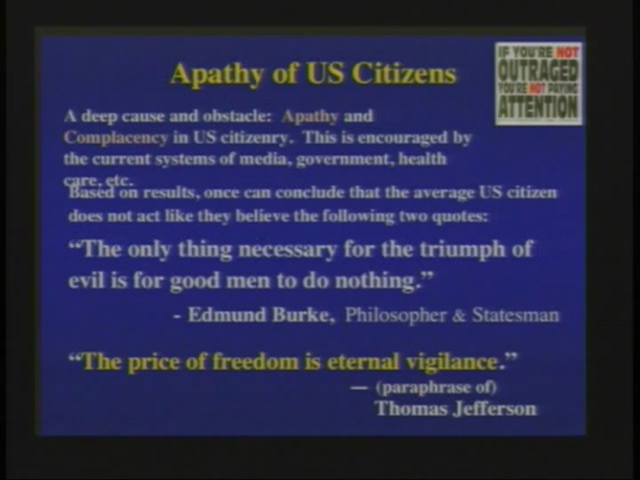 Apathy of US Citizens
IF YOU'RE NOT
OUTRAGED
YOU'RE NOT PAYING
ATTENTION
A deep cause and obstacle: Apathy and
Complacency in US citizenry. This is encouraged by
the current systems of media, government, health
care, etc.
Based on results, once can conclude that the average US citizen
does not act like they believe the following two quotes:
“The only thing necessary for the triumph of
evil is for good men to do nothing.”
- Edmund Burke, Philosopher & Statesman
“The price of freedom is eternal vigilance.”
— (paraphrase of)
Thomas Jefferson